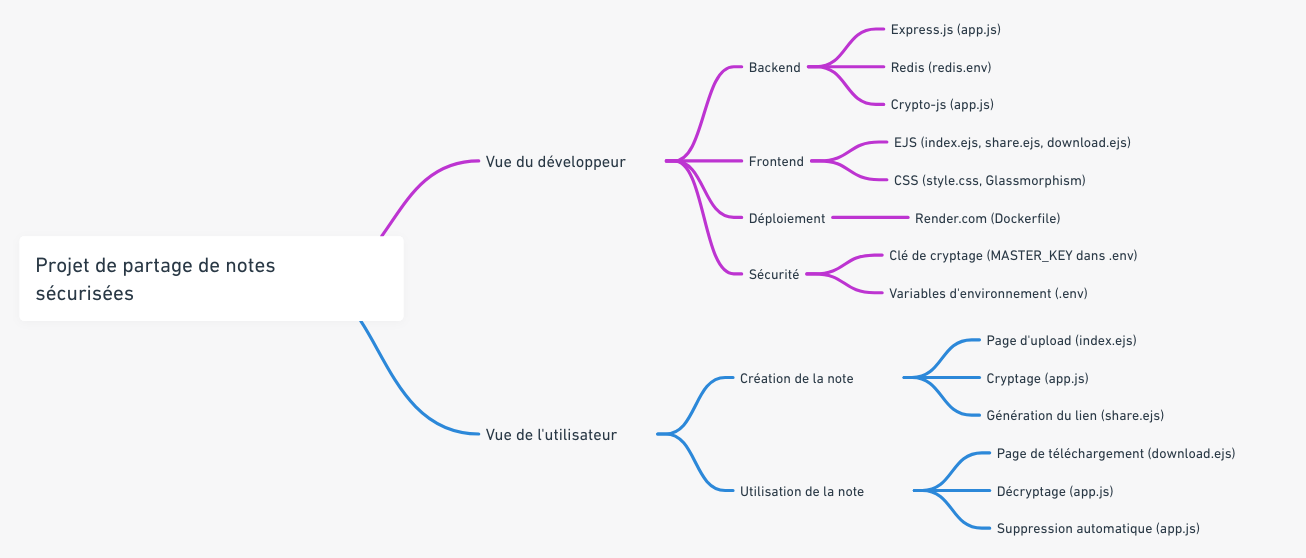 Projet de partage de notes
sécurisées
Vue du développeur
Backend
Express.js (app.js)
Redis (redis.env)
Crypto-js (app.js)
Frontend
EJS (index.ejs, share.ejs, download.ejs)
CSS (style.css, Glassmorphism)
Déploiement
Render.com (Dockerfile)
Sécurité
Clé de cryptage (MASTER_KEY dans .env)
Variables d'environnement (.env)
Vue de l'utilisateur
Création de la note
Page d'upload (index.ejs)
Cryptage (app.js)
Génération du lien (share.ejs)
Utilisation de la note
Page de téléchargement (download.ejs)
Décryptage (app.js)
Suppression automatique (app.js)